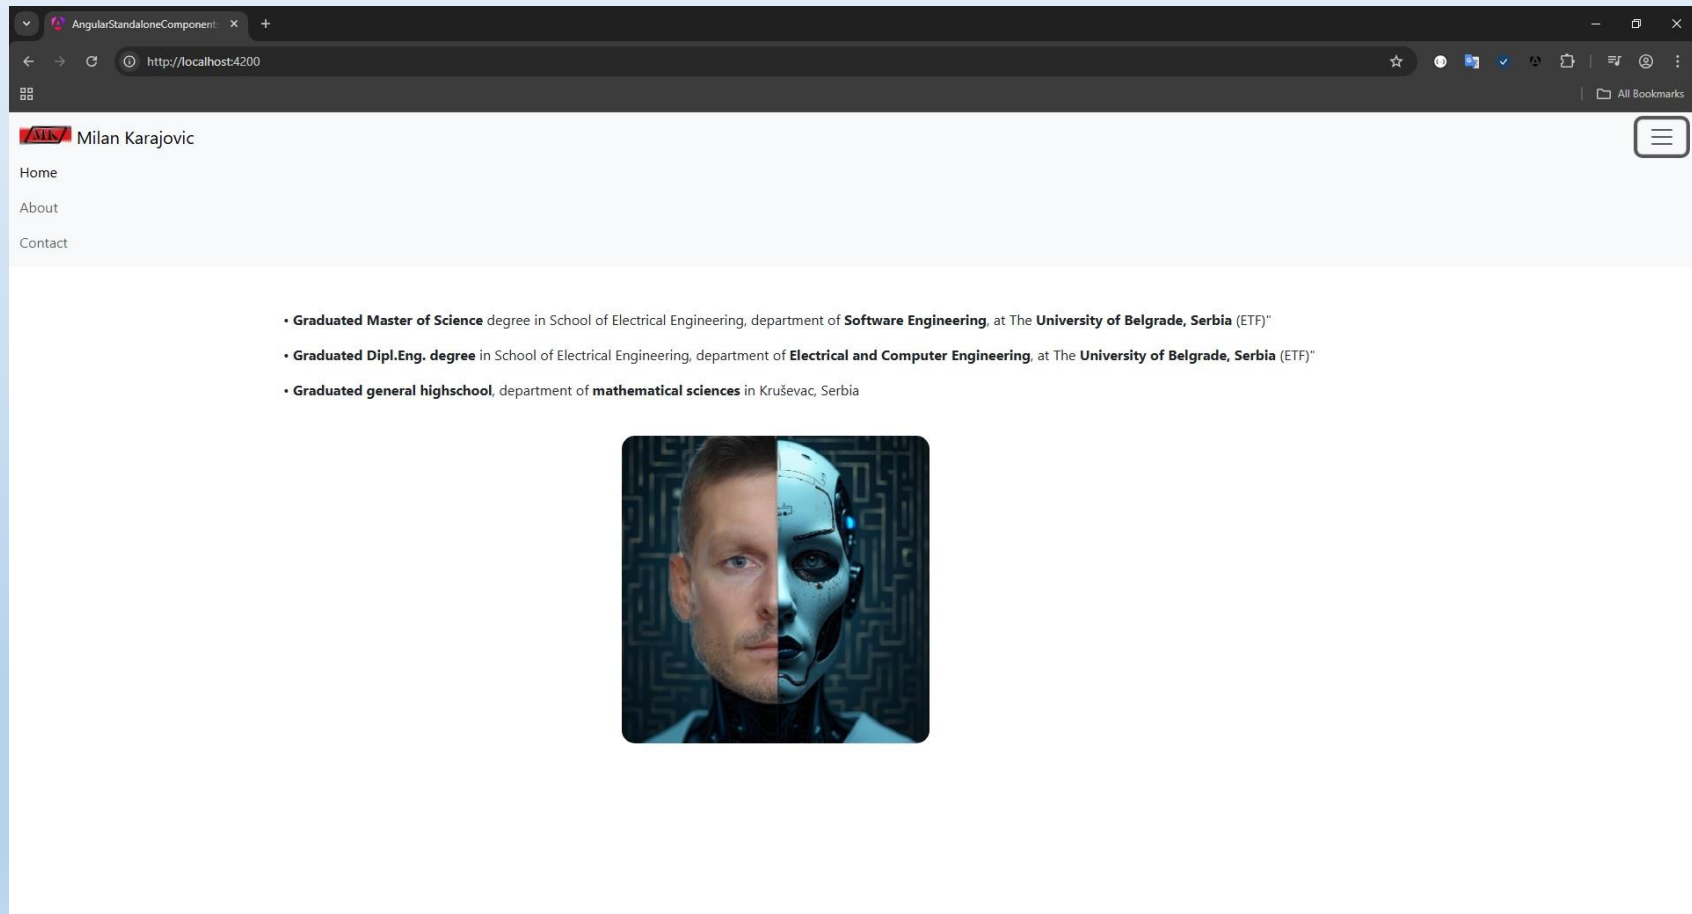 AngularStandaloneComponent
http://localhost:4200
All Bookmarks
MK Milan Karajovic
Home
About
Contact
• Graduated Master of Science degree in School of Electrical Engineering, department of Software Engineering, at The University of Belgrade, Serbia (ETF)"
• Graduated Dipl.Eng. degree in School of Electrical Engineering, department of Electrical and Computer Engineering, at The University of Belgrade, Serbia (ETF)"
• Graduated general highschool, department of mathematical sciences in Kruševac, Serbia